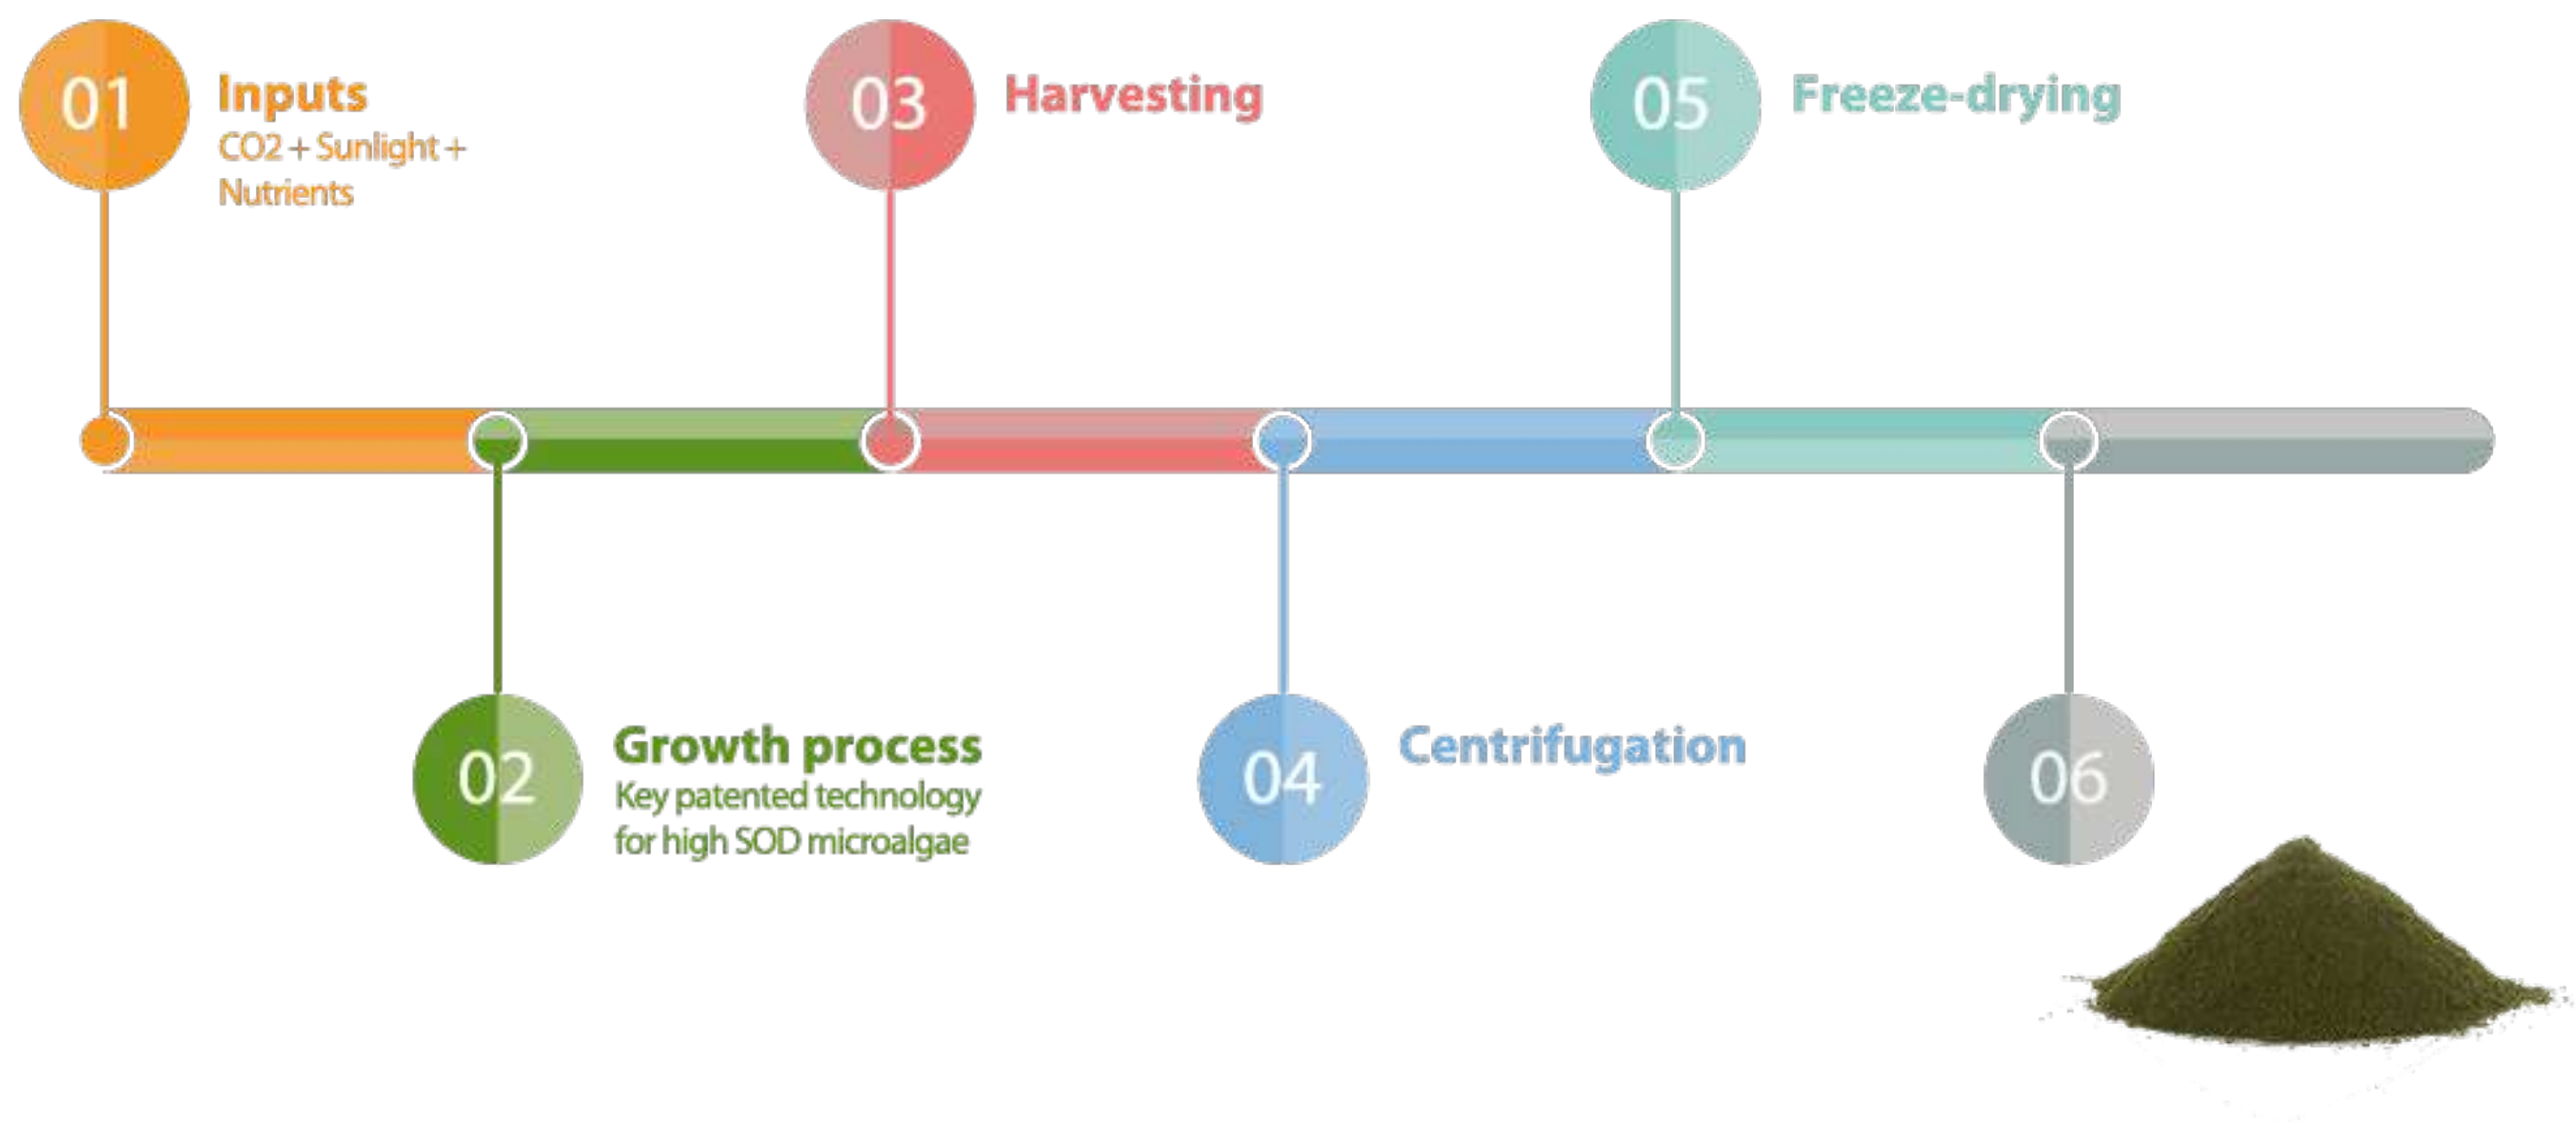 01
Inputs
CO2 + Sunlight +
Nutrients
02
Growth process
Key patented technology
for high SOD microalgae
03
Harvesting
04
Centrifugation
05
Freeze-drying
06